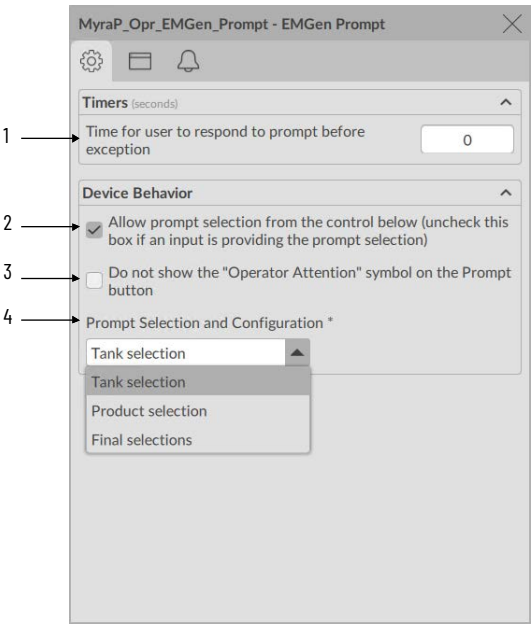 MyraP_Opr_EMGen_Prompt - EMGen Prompt
Timers (seconds)
1
Time for user to respond to prompt before
exception
0
Device Behavior
2
Allow prompt selection from the control below (uncheck this
box if an input is providing the prompt selection)
3
Do not show the "Operator Attention" symbol on the Prompt
button
4
Prompt Selection and Configuration *
Tank selection
Tank selection
Product selection
Final selections